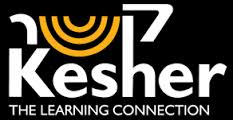 קשר
Kesher
THE LEARNING CONNECTION